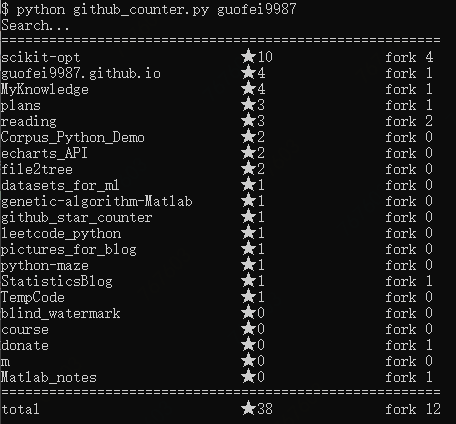 $ python github_counter.py guofei9987
Search...
=======================================================
scikit-opt ★10 fork 4
guofei9987.github.io ★4 fork 1
MyKnowledge ★4 fork 1
plans ★3 fork 1
reading ★3 fork 2
Corpus_Python_Demo ★2 fork 0
echarts_API ★2 fork 0
file2tree ★2 fork 0
datasets_for_ml ★1 fork 0
genetic-algorithm-Matlab ★1 fork 0
github_star_counter ★1 fork 0
leetcode_python ★1 fork 0
pictures_for_blog ★1 fork 0
python-maze ★1 fork 0
StatisticsBlog ★1 fork 1
TempCode ★1 fork 0
blind_watermark ★0 fork 0
course ★0 fork 0
donate ★0 fork 1
m ★0 fork 0
Matlab_notes ★0 fork 1
=======================================================
total ★38 fork 12